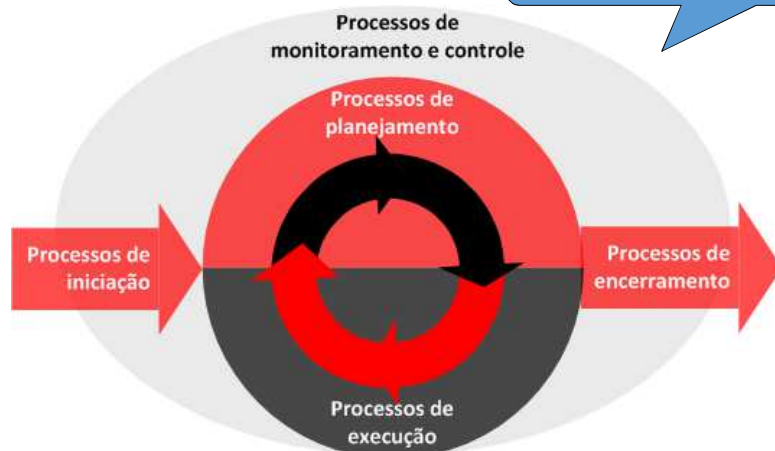 Processos de
monitoramento e controle
Processos de
planejamento
Processos de
iniciação
Processos de
encerramento
Processos de
execução